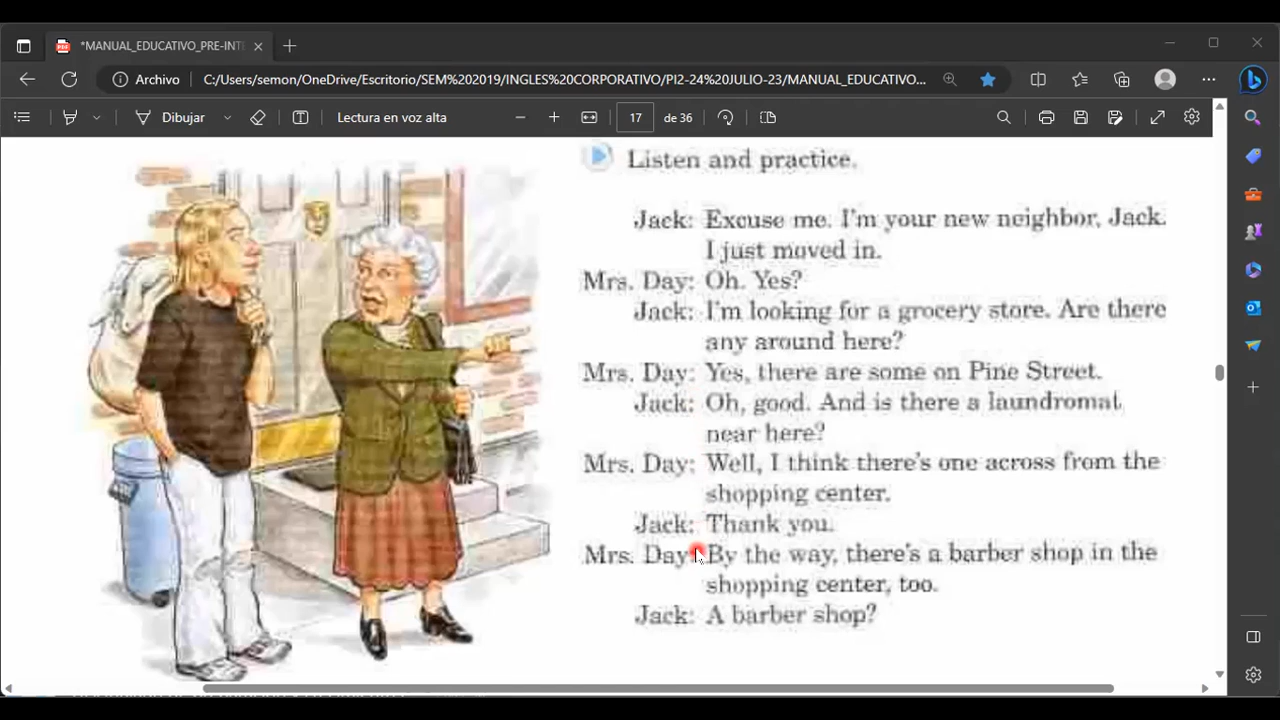 *MANUAL_EDUCATIVO_PRE-INT
Archivo C:/Users/semon/OneDrive/Escritorio/SEM%202019/INGLES%20CORPORATIVO/PI2-24%20JULIO-23/MANUAL_EDUCATIVO...
Dibujar Lectura en voz alta 17 de 36
Listen and practice.
Jack: Excuse me. I'm your new neighbor, Jack.
I just moved in.
Mrs. Day: Oh. Yes?
Jack: I'm looking for a grocery store. Are there
any around here?
Mrs. Day: Yes, there are some on Pine Street.
Jack: Oh, good. And is there a laundromat
near here?
Mrs. Day: Well, I think there's one across from the
shopping center.
Jack: Thank you.
Mrs. Day: By the way, there's a barber shop in the
shopping center, too.
Jack: A barber shop?